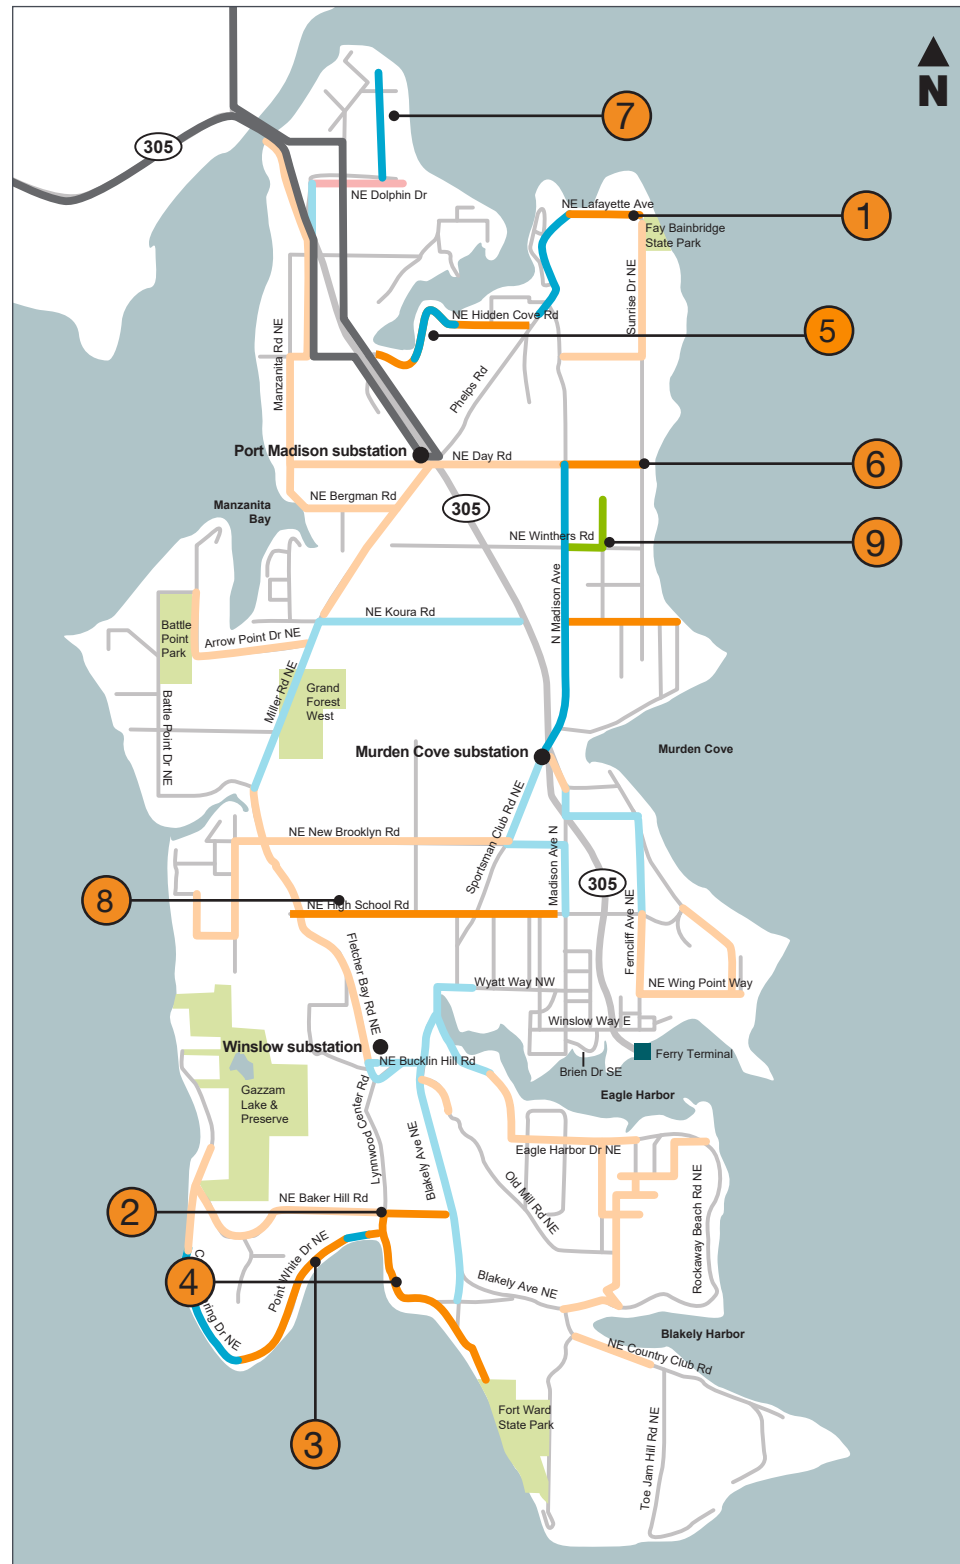 N
305
7
NE Dolphin Dr
NE Lafayette Ave
1
Fay Bainbridge
State Park
Sunrise Dr NE
NE Hidden Cove Rd
5
Manzanita Rd NE
Phelps Rd
Port Madison substation
NE Day Rd
6
NE Bergman Rd
Manzanita
Bay
305
NE Winthers Rd
9
N Madison Ave
NE Koura Rd
Battle
Point
Park
Arrow Point Dr NE
Miller Rd NE
Grand
Forest
West
Battle Point Dr NE
Murden Cove substation
Murden Cove
Sportsman Club Rd NE
NE New Brooklyn Rd
Madison Ave N
305
8
NE High School Rd
Ferncliff Ave NE
Fletcher Bay Rd NE
Wyatt Way NW
NE Wing Point Way
Winslow Way E
Winslow substation
NE Bucklin Hill Rd
Ferry Terminal
Brien Dr SE
Eagle Harbor
Gazzam
Lake &
Preserve
Lynnwood Center Rd
Blakely Ave NE
Eagle Harbor Dr NE
Old Mill Rd NE
Rockaway Beach Rd NE
NE Baker Hill Rd
2
Point White Dr NE
4
C
ring Dr NE
Blakely Ave NE
Blakely Harbor
NE Country Club Rd
Fort Ward
State Park
3
Toe Jam Hill Rd NE